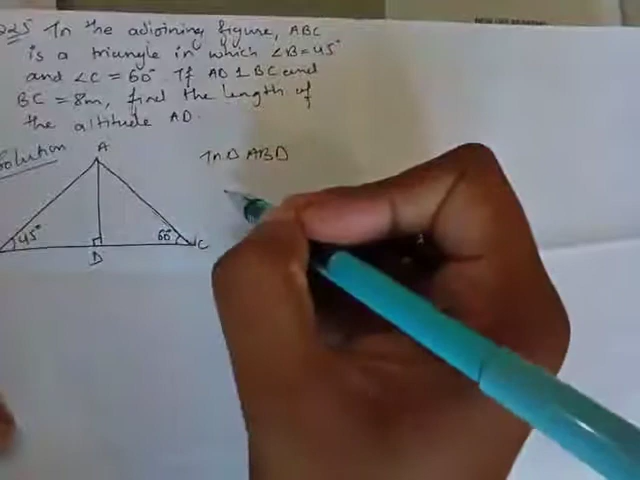 Q25 In the adjoining figure, ABC
is a triangle in which ∠B = 45°
and ∠C = 60° If AD ⊥ BC and
BC = 8m, find the length of
the altitude AD.
Solution
A
In Δ ABD
45°
60°
C
D